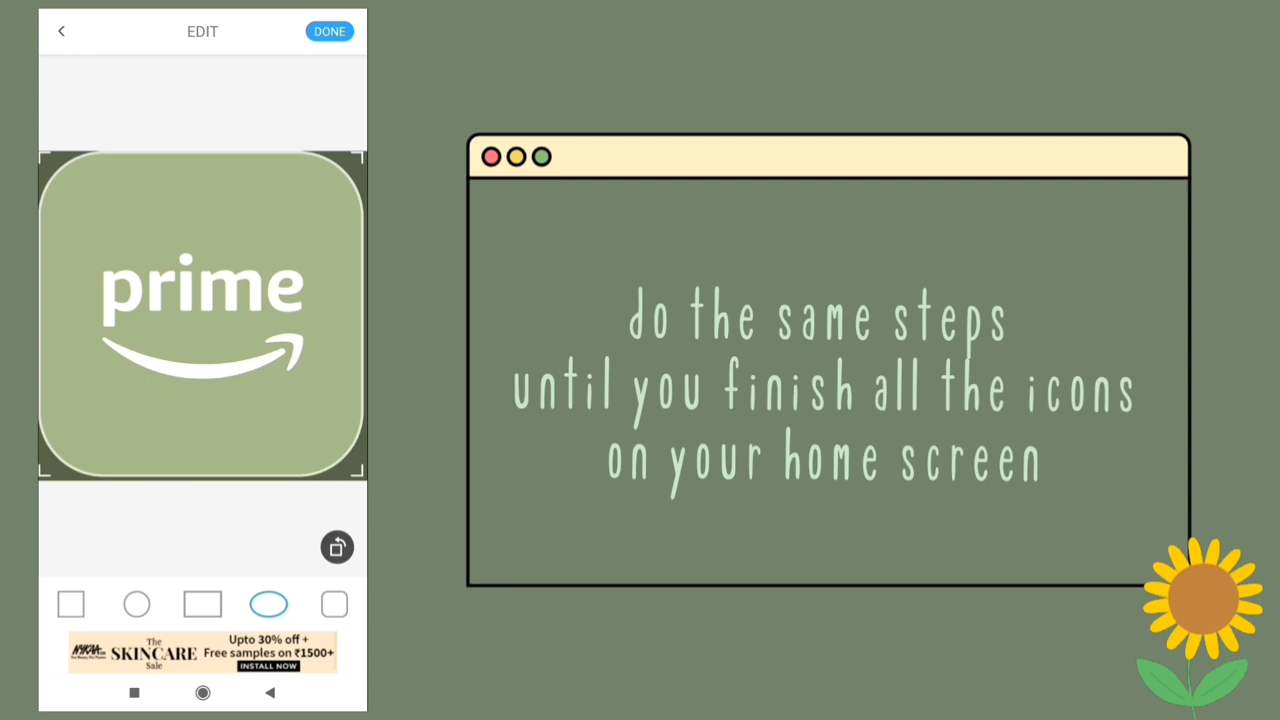 EDIT
DONE
prime
NYKAA
The
SKINCARE
Sale
Upto 30% off +
Free samples on ₹1500+
INSTALL NOW
do the same steps
until you finish all the icons
on your home screen